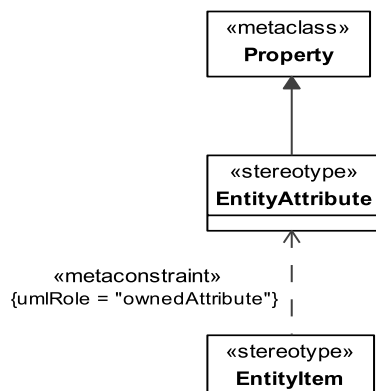 «metaclass»
Property
«stereotype»
EntityAttribute
«metaconstraint»
{umlRole = "ownedAttribute"}
«stereotype»
EntityItem